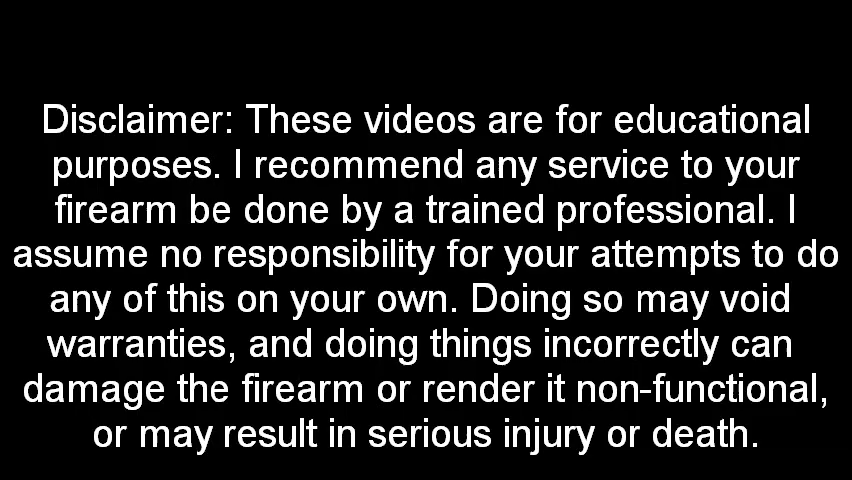 Disclaimer: These videos are for educational
purposes. I recommend any service to your
firearm be done by a trained professional. I
assume no responsibility for your attempts to do
any of this on your own. Doing so may void
warranties, and doing things incorrectly can
damage the firearm or render it non-functional,
or may result in serious injury or death.